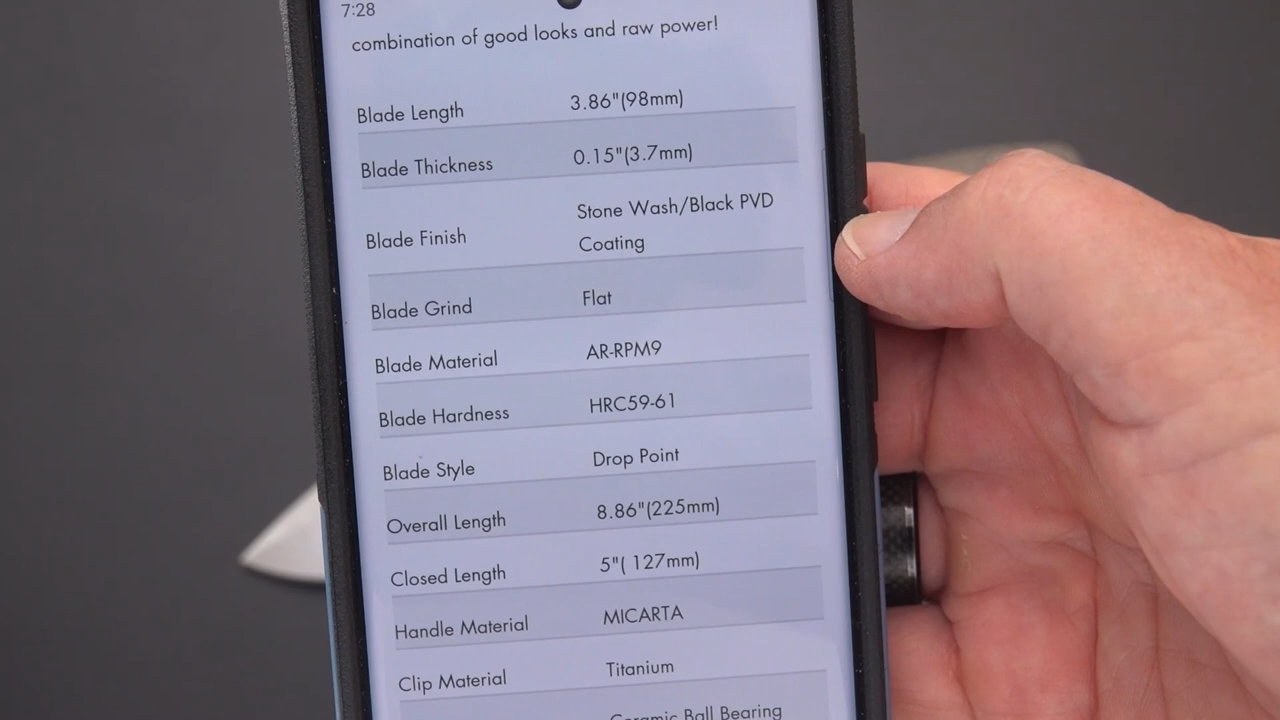 7:28
combination of good looks and raw power!
Blade Length 3.86"(98mm)
Blade Thickness 0.15"(3.7mm)
Blade Finish Stone Wash/Black PVD
Coating
Blade Grind Flat
Blade Material AR-RPM9
Blade Hardness HRC59-61
Blade Style Drop Point
Overall Length 8.86"(225mm)
Closed Length 5"( 127mm)
Handle Material MICARTA
Clip Material Titanium
Ceramic Ball Bearing